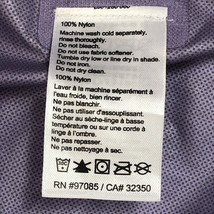 100% Nylon
Machine wash cold separately,
rinse thoroughly.
Do not bleach.
Do not use fabric softener.
Tumble dry low or line dry in shade.
Do not iron.
Do not dry clean.
100% Nylon
Laver à la machine séparément à
l'eau froide, bien rincer.
Ne pas blanchir.
Ne pas utiliser d'assouplissant.
Sécher au sèche-linge à basse
température ou sur une corde à
linge à l'ombre.
Ne pas repasser.
Ne pas nettoyage à sec.
RN #97085 / CA# 32350